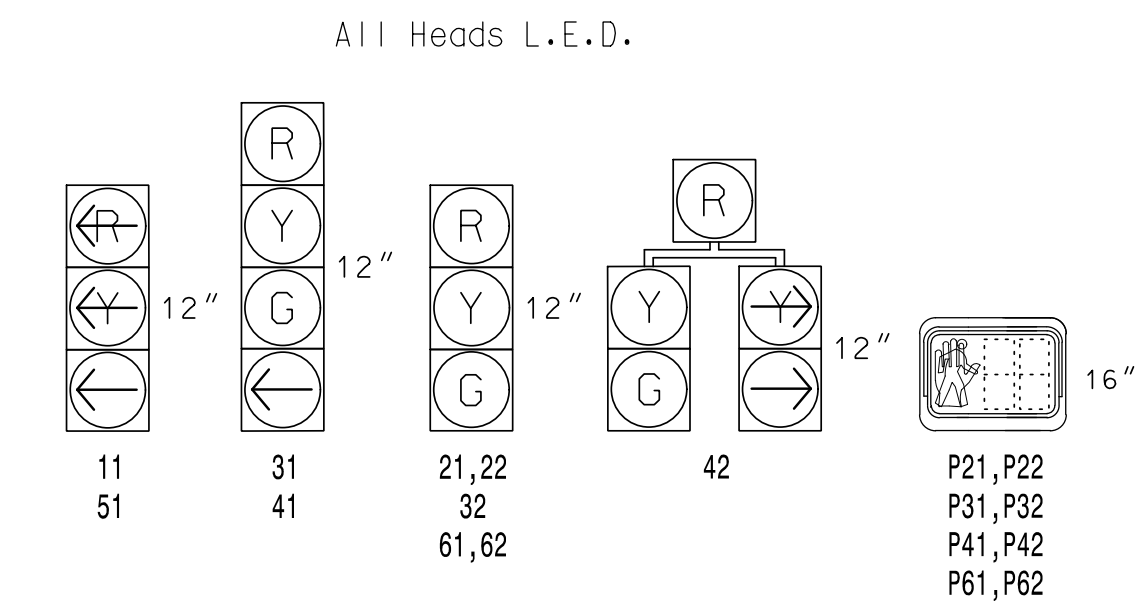 All Heads L.E.D.
R
Y
12"
11
51
R
Y
G
12"
31
41
R
Y
G
12"
21,22
32
61,62
R
Y
G
Y
12"
42
16"
P21,P22
P31,P32
P41,P42
P61,P62